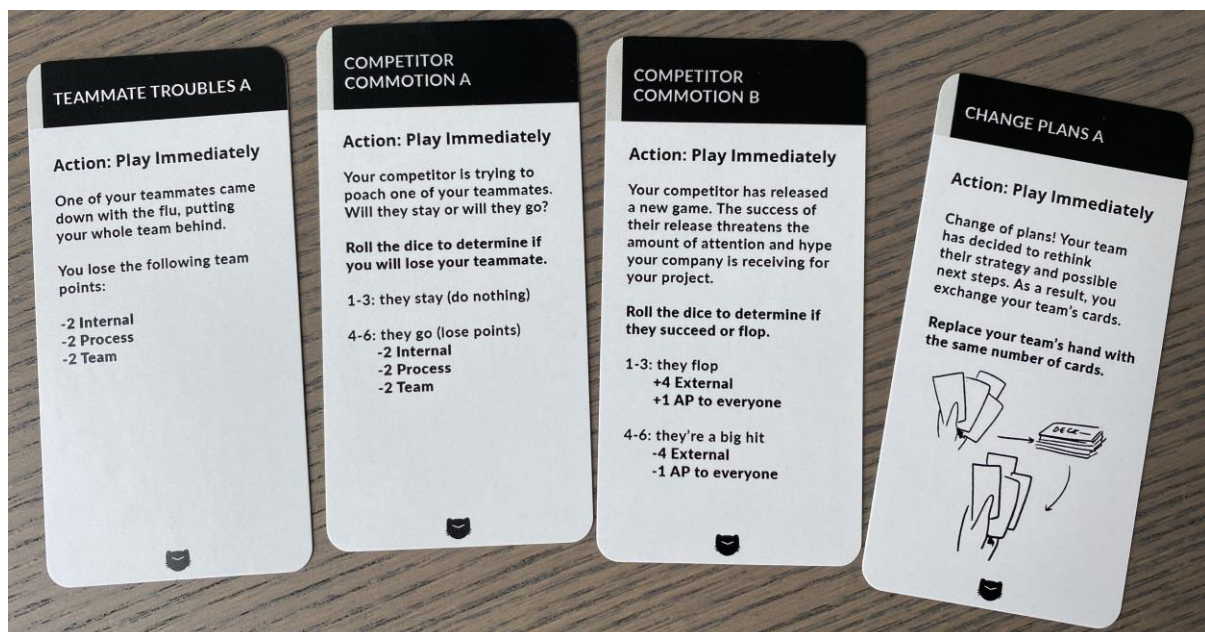 TEAMMATE TROUBLES A
Action: Play Immediately
One of your teammates came
down with the flu, putting
your whole team behind.
You lose the following team
points:
-2 Internal
-2 Process
-2 Team
COMPETITOR
COMMOTION A
Action: Play Immediately
Your competitor is trying to
poach one of your teammates.
Will they stay or will they go?
Roll the dice to determine if
you will lose your teammate.
1-3: they stay (do nothing)
4-6: they go (lose points)
-2 Internal
-2 Process
-2 Team
COMPETITOR
COMMOTION B
Action: Play Immediately
Your competitor has released
a new game. The success of
their release threatens the
amount of attention and hype
your company is receiving for
your project.
Roll the dice to determine if
they succeed or flop.
1-3: they flop
+4 External
+1 AP to everyone
4-6: they're a big hit
-4 External
-1 AP to everyone
CHANGE PLANS A
Action: Play Immediately
Change of plans! Your team
has decided to rethink
their strategy and possible
next steps. As a result, you
exchange your team's cards.
Replace your team's hand with
the same number of cards.
DECK